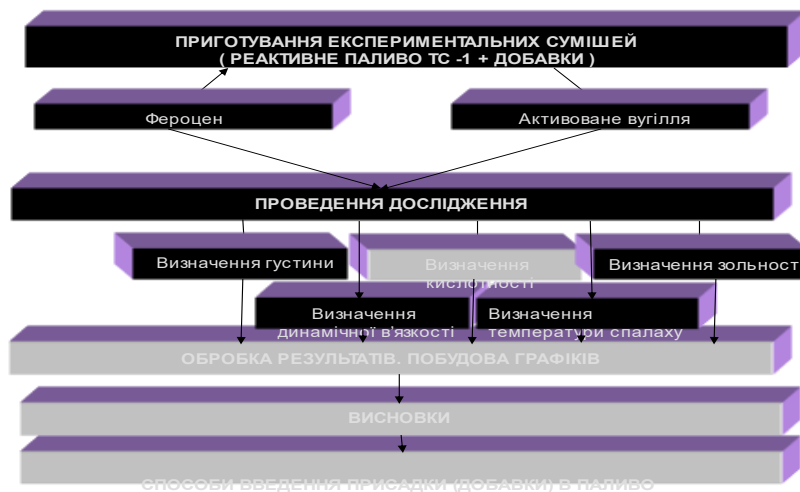 ПРИГОТУВАННЯ ЕКСПЕРИМЕНТАЛЬНИХ СУМІШЕЙ
( РЕАКТИВНЕ ПАЛИВО ТС -1 + ДОБАВКИ )
Фероцен
Активоване вугілля
ПРОВЕДЕННЯ ДОСЛІДЖЕННЯ
Визначення густини
Визначення
кислотності
Визначення зольност
Визначення
динамічної в'язкості
Визначення
температури спалаху
ОБРОБКА РЕЗУЛЬТАТІВ. ПОБУДОВА ГРАФІКІВ
ВИСНОВКИ
СПОСОБИ ВВЕДЕННЯ ПРИСАДКИ (ДОБАВКИ) В ПАЛИВО